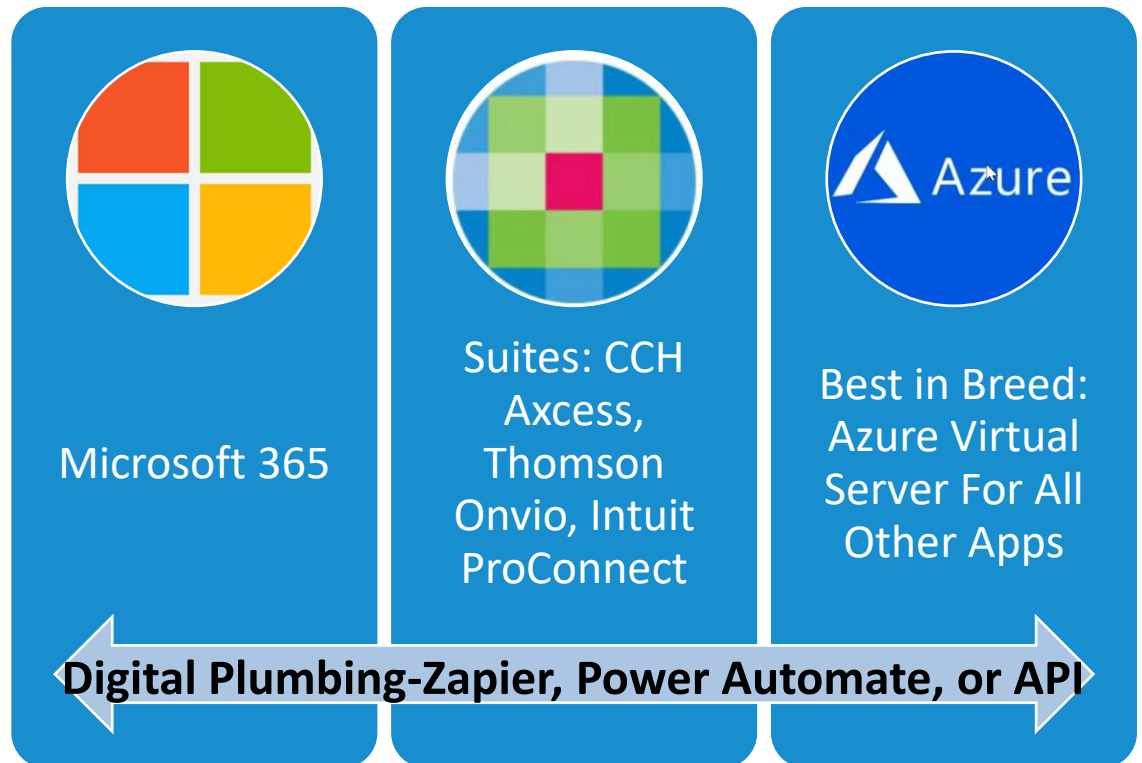 Azure
Microsoft 365
Suites: CCH
Axcess,
Thomson
Onvio, Intuit
ProConnect
Best in Breed:
Azure Virtual
Server For All
Other Apps
Digital Plumbing-Zapier, Power Automate, or API